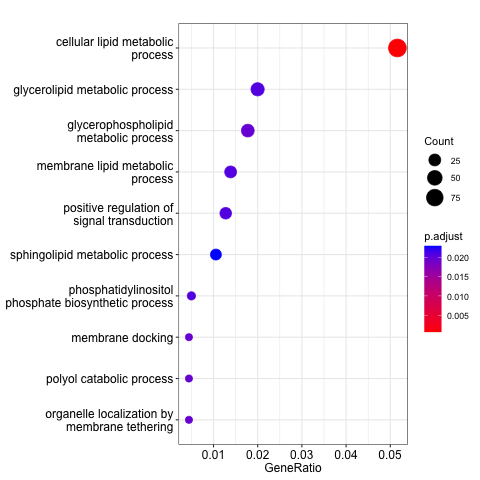 cellular lipid metabolic
process
glycerolipid metabolic process
glycerophospholipid
metabolic process
membrane lipid metabolic
process
positive regulation of
signal transduction
sphingolipid metabolic process
phosphatidylinositol
phosphate biosynthetic process
membrane docking
polyol catabolic process
organelle localization by
membrane tethering
0.01 0.02 0.03 0.04 0.05
GeneRatio
Count
25
50
75
p.adjust
0.020
0.015
0.010
0.005